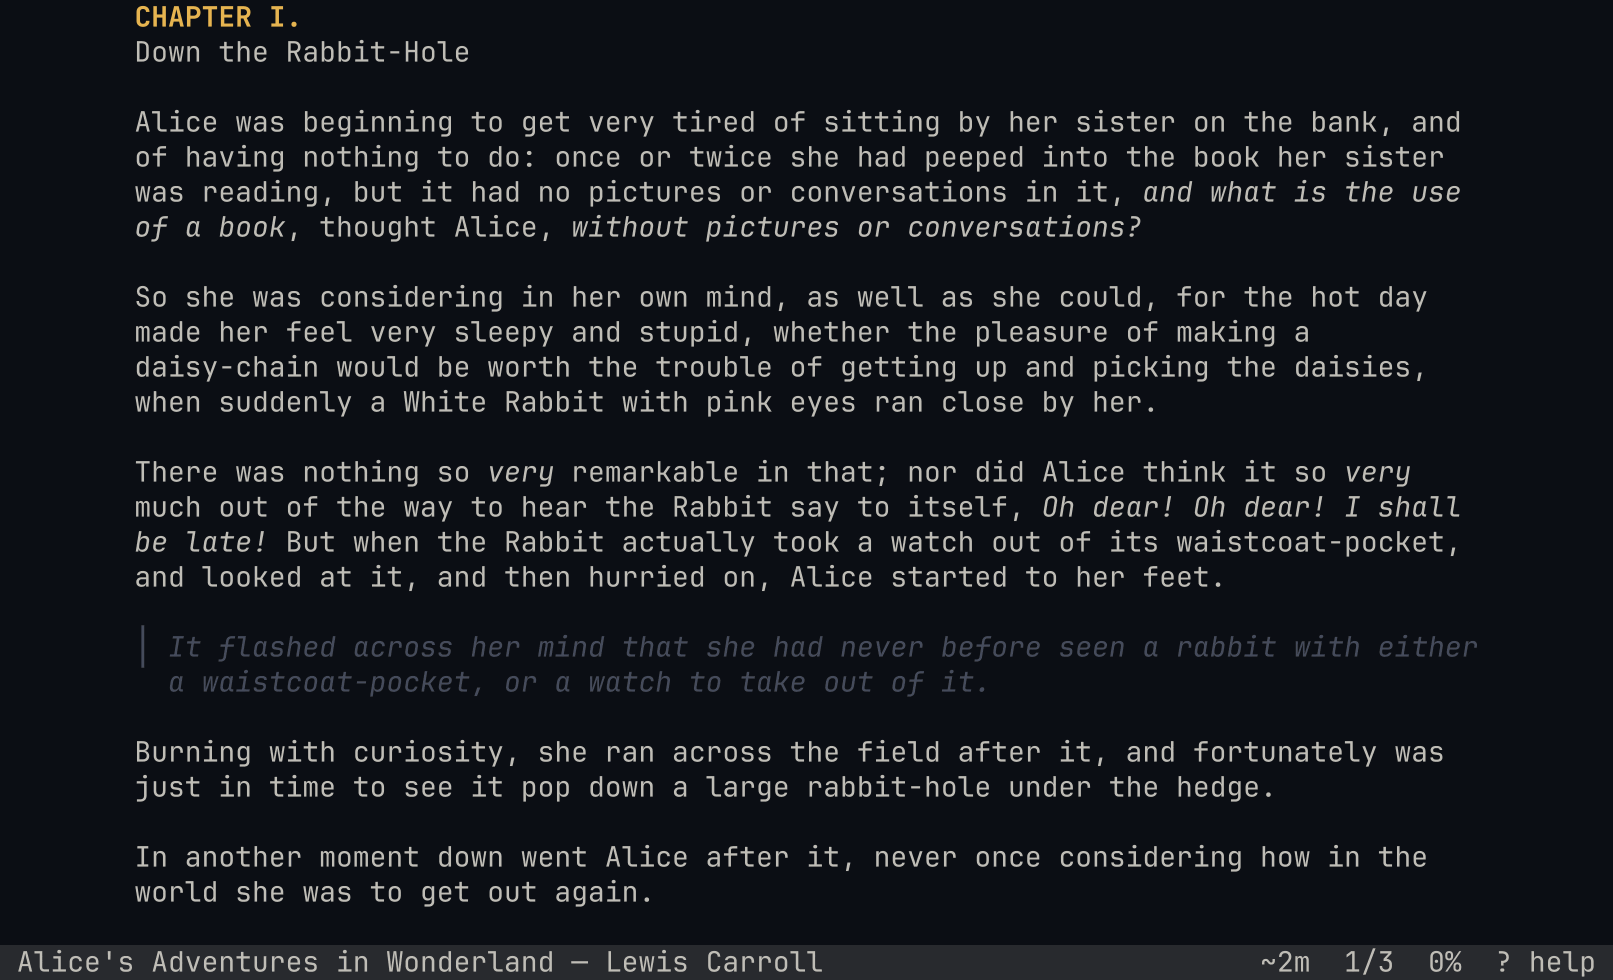 CHAPTER I.
Down the Rabbit-Hole
Alice was beginning to get very tired of sitting by her sister on the bank, and
of having nothing to do: once or twice she had peeped into the book her sister
was reading, but it had no pictures or conversations in it, and what is the use
of a book, thought Alice, without pictures or conversations?
So she was considering in her own mind, as well as she could, for the hot day
made her feel very sleepy and stupid, whether the pleasure of making a
daisy-chain would be worth the trouble of getting up and picking the daisies,
when suddenly a White Rabbit with pink eyes ran close by her.
There was nothing so very remarkable in that; nor did Alice think it so very
much out of the way to hear the Rabbit say to itself, Oh dear! Oh dear! I shall
be late! But when the Rabbit actually took a watch out of its waistcoat-pocket,
and looked at it, and then hurried on, Alice started to her feet.
It flashed across her mind that she had never before seen a rabbit with either
a waistcoat-pocket, or a watch to take out of it.
Burning with curiosity, she ran across the field after it, and fortunately was
just in time to see it pop down a large rabbit-hole under the hedge.
In another moment down went Alice after it, never once considering how in the
world she was to get out again.
Alice's Adventures in Wonderland — Lewis Carroll ~2m 1/3 0% ? help